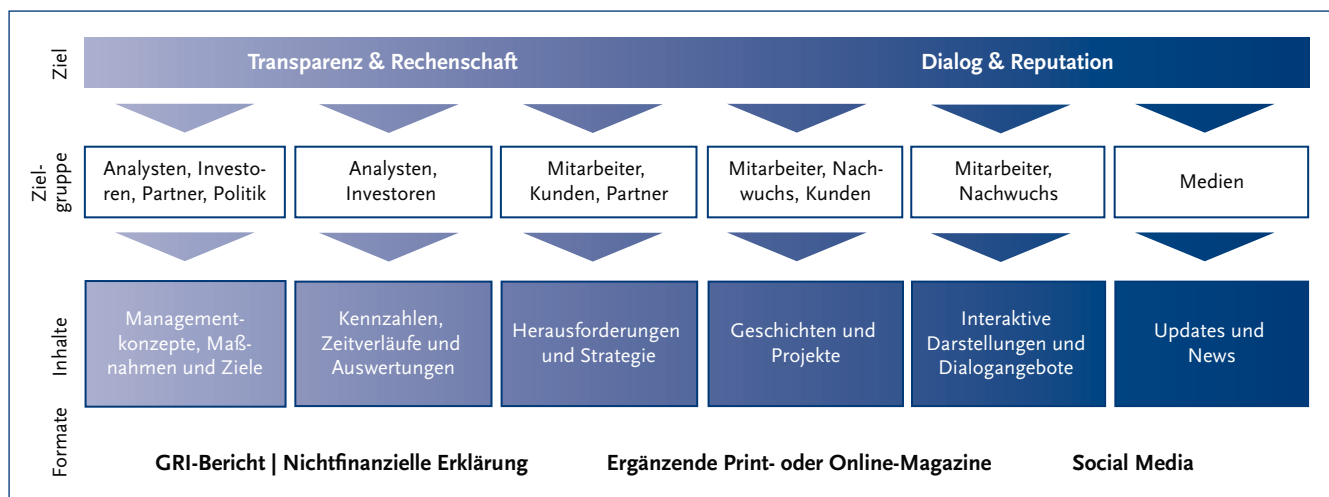 Ziel
Transparenz & Rechenschaft
Dialog & Reputation
Ziel-
gruppe
Analysten, Investo-
ren, Partner, Politik
Analysten,
Investoren
Mitarbeiter,
Kunden, Partner
Mitarbeiter, Nach-
wuchs, Kunden
Mitarbeiter,
Nachwuchs
Medien
Inhalte
Management-
konzepte, Maß-
nahmen und Ziele
Kennzahlen,
Zeitverläufe und
Auswertungen
Herausforderungen
und Strategie
Geschichten und
Projekte
Interaktive
Darstellungen und
Dialogangebote
Updates und
News
Formate
GRI-Bericht | Nichtfinanzielle Erklärung
Ergänzende Print- oder Online-Magazine
Social Media